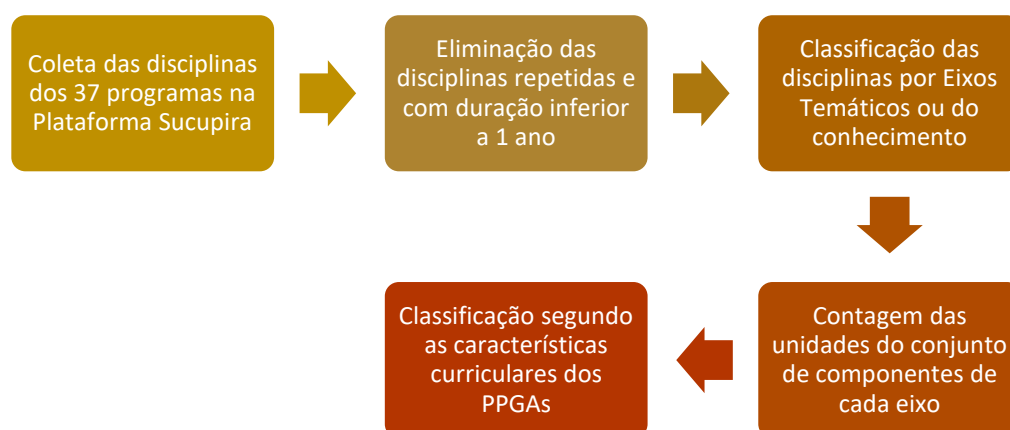 Coleta das disciplinas
dos 37 programas na
Plataforma Sucupira
Eliminação das
disciplinas repetidas e
com duração inferior
a 1 ano
Classificação das
disciplinas por Eixos
Temáticos ou do
conhecimento
Contagem das
unidades do conjunto
de componentes de
cada eixo
Classificação segundo
as características
curriculares dos
PPGAs